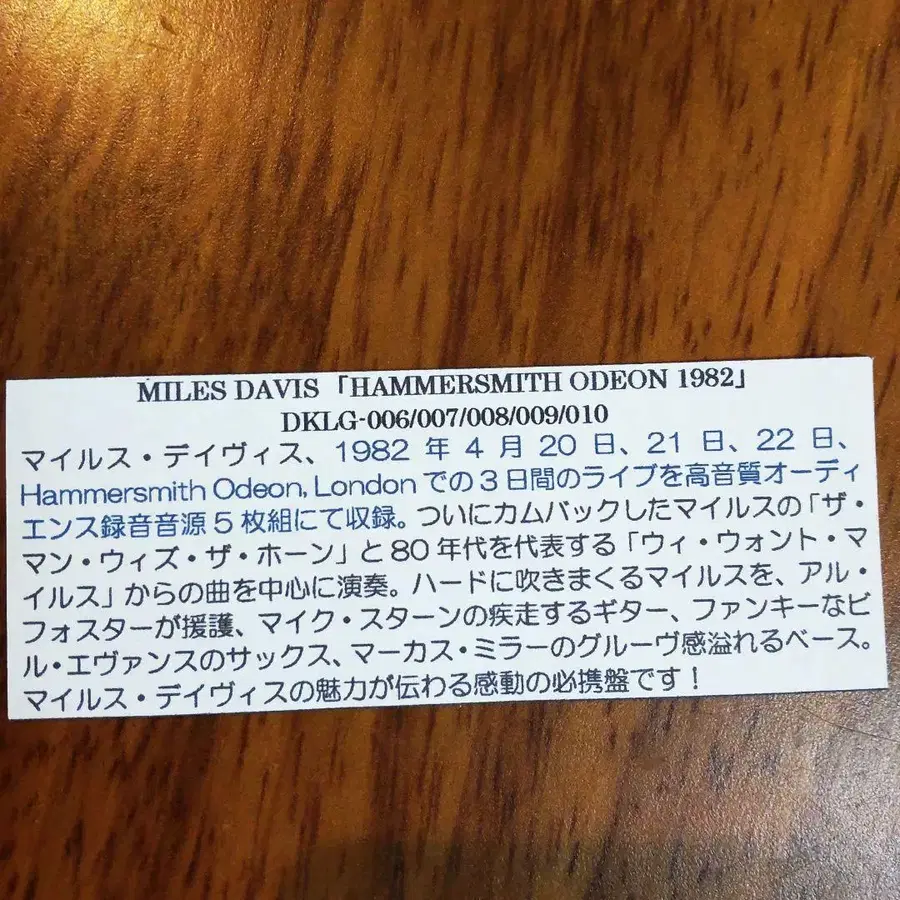 MILES DAVIS「HAMMERSMITH ODEON 1982」
DKLG-006/007/008/009/010
マイルス・デイヴィス、1982 年 4 月 20 日、21 日、22 日、
Hammersmith Odeon, London での 3 日間のライブを高音質オーディ
エンス録音音源 5 枚組にて収録。ついにカムバックしたマイルスの「ザ・
マン・ウィズ・ザ・ホーン」と 80 年代を代表する「ウィ・ウォント・マ
イルス」からの曲を中心に演奏。ハードに吹きまくるマイルスを、アル・
フォスターが援護、マイク・スターンの疾走するギター、ファンキーなビ
ル・エヴァンスのサックス、マーカス・ミラーのグルーヴ感溢れるベース。
マイルス・デイヴィスの魅力が伝わる感動の必携盤です！